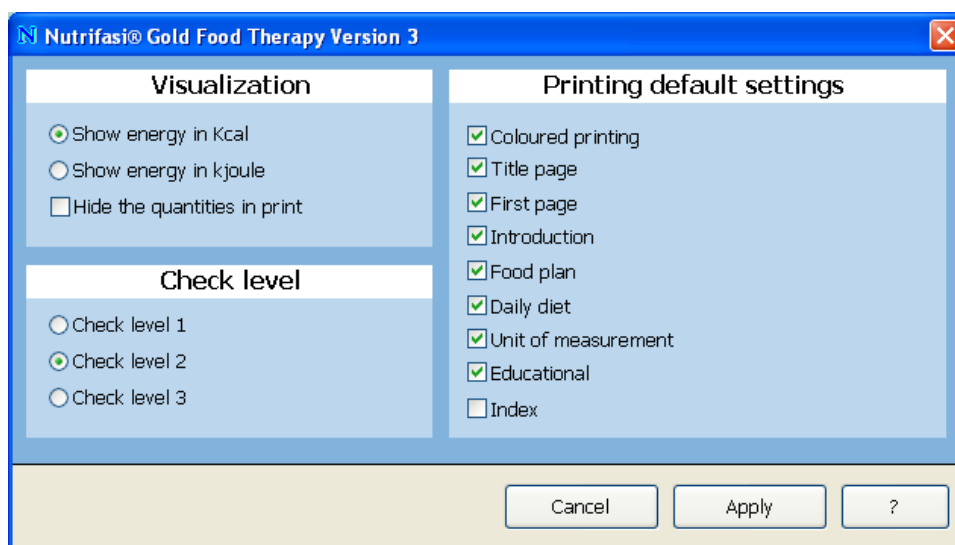 Nutrifasi® Gold Food Therapy Version 3
Visualization
Show energy in Kcal
Show energy in kjoule
Hide the quantities in print
Check level
Check level 1
Check level 2
Check level 3
Printing default settings
Coloured printing
Title page
First page
Introduction
Food plan
Daily diet
Unit of measurement
Educational
Index
Cancel
Apply
?